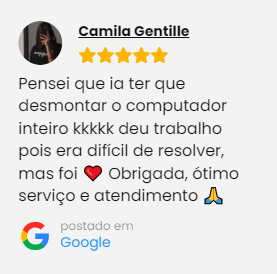 Camila Gentille
Pensei que ia ter que
desmontar o computador
inteiro kkkkk deu trabalho
pois era difícil de resolver,
mas foi ❤️ Obrigada, ótimo
serviço e atendimento 🙏
postado em
Google